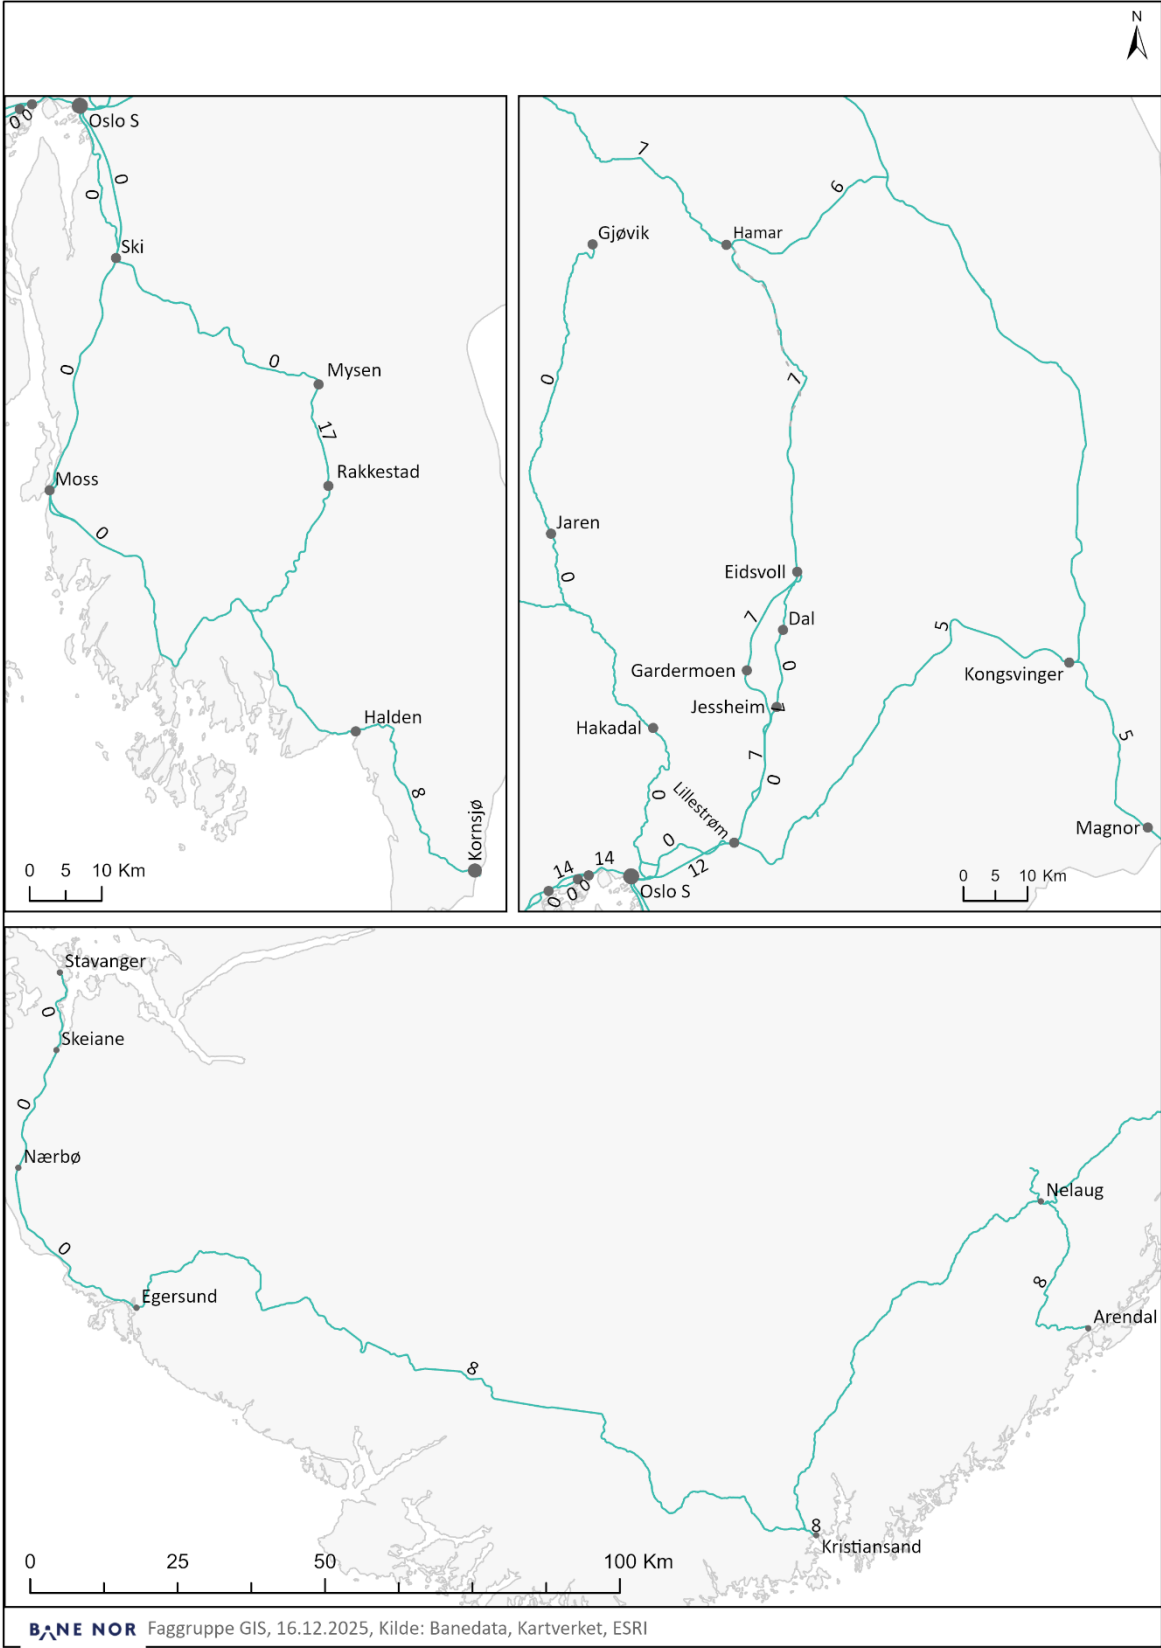 N
Oslo S
0 0
0
0
Ski
0
0
Mysen
17
Rakkestad
Moss
0
Halden
8
Kornsjø
0 5 10 Km
7
6
Gjøvik
Hamar
0
7
Jaren
0
Eidsvoll
7
Dal
Gardermoen
0
5
Kongsvinger
Jessheim
Hakadal
7
0
5
0
Lillestrøm
Magnor
0
14
14
12
0
0 0
Oslo S
0 5 10 Km
Stavanger
0
Skeiane
0
Nærbø
0
Egersund
8
Nelaug
8
Arendal
8
Kristiansand
0 25 50 100 Km
BANE NOR Faggruppe GIS, 16.12.2025, Kilde: Banedata, Kartverket, ESRI